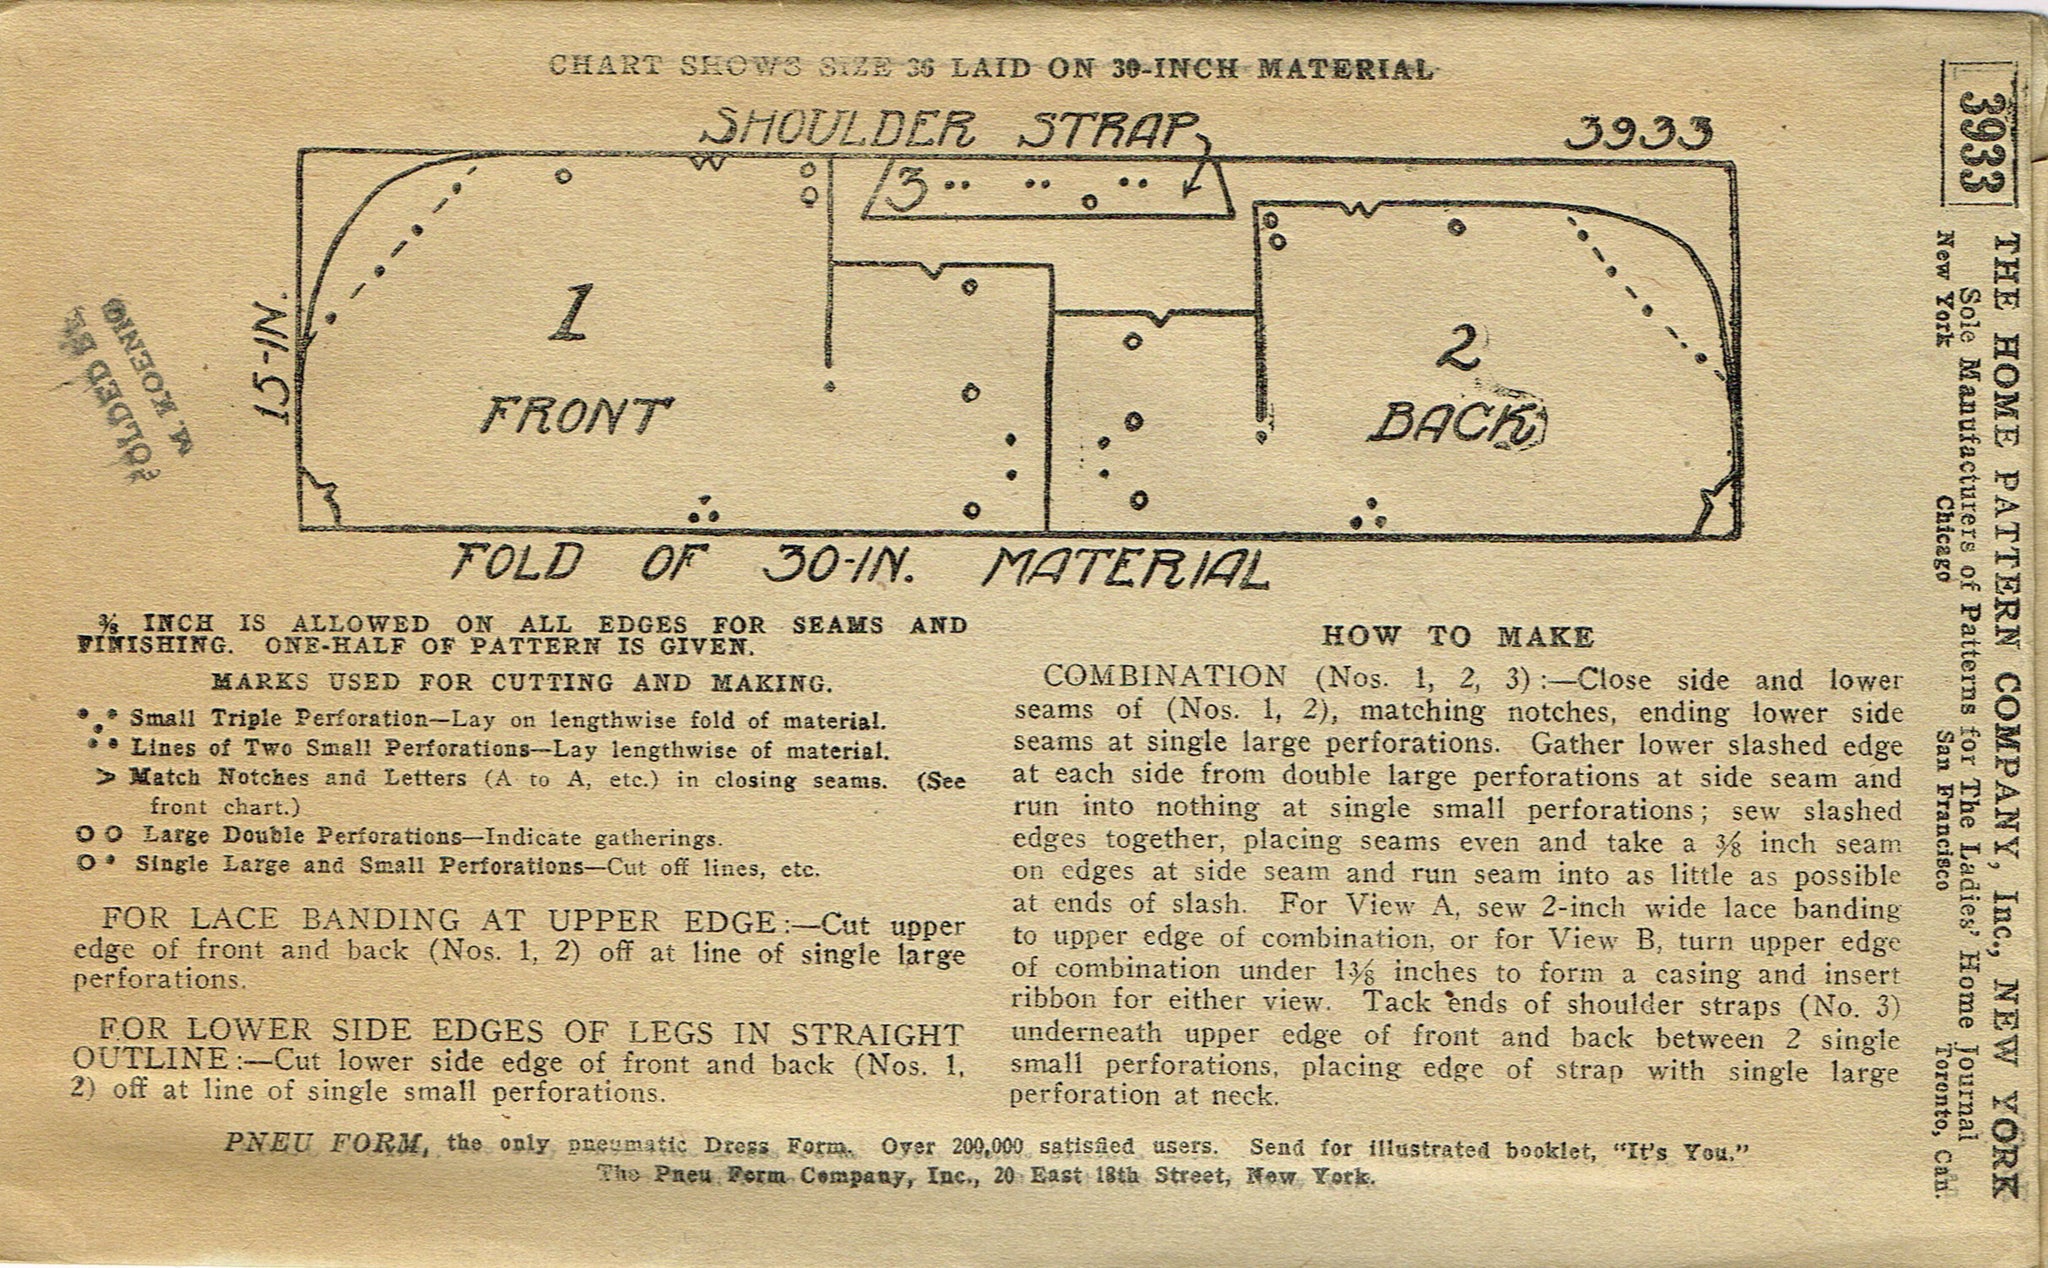 CHART SHOWS SIZE 36 LAID ON 30-INCH MATERIAL
SHOULDER STRAP
3933
3
1
FRONT
2
BACK
15-IN.
FOLD OF 30-IN. MATERIAL
M. KOENIG
⅜ INCH IS ALLOWED ON ALL EDGES FOR SEAMS AND
FINISHING. ONE-HALF OF PATTERN IS GIVEN.
MARKS USED FOR CUTTING AND MAKING.
Small Triple Perforation—Lay on lengthwise fold of material.
Lines of Two Small Perforations—Lay lengthwise of material.
> Match Notches and Letters (A to A, etc.) in closing seams. (See
front chart.)
Large Double Perforations—Indicate gatherings.
Single Large and Small Perforations—Cut off lines, etc.
FOR LACE BANDING AT UPPER EDGE:—Cut upper
edge of front and back (Nos. 1, 2) off at line of single large
perforations.
FOR LOWER SIDE EDGES OF LEGS IN STRAIGHT
OUTLINE:—Cut lower side edge of front and back (Nos. 1,
2) off at line of single small perforations.
HOW TO MAKE
COMBINATION (Nos. 1, 2, 3):—Close side and lower
seams of (Nos. 1, 2), matching notches, ending lower side
seams at single large perforations. Gather lower slashed edge
at each side from double large perforations at side seam and
run into nothing at single small perforations; sew slashed
edges together, placing seams even and take a ⅜ inch seam
on edges at side seam and run seam into as little as possible
at ends of slash. For View A, sew 2-inch wide lace banding
to upper edge of combination, or for View B, turn upper edge
of combination under 1⅜ inches to form a casing and insert
ribbon for either view. Tack ends of shoulder straps (No. 3)
underneath upper edge of front and back between 2 single
small perforations, placing edge of strap with single large
perforation at neck.
PNEU FORM, the only pneumatic Dress Form. Over 200,000 satisfied users. Send for illustrated booklet, "It's You."
The Pneu Form Company, Inc., 20 East 18th Street, New York.
3933
THE HOME PATTERN COMPANY, Inc., NEW YORK
Sole Manufacturers of Patterns for The Ladies' Home Journal
New York Chicago San Francisco Toronto, Can.